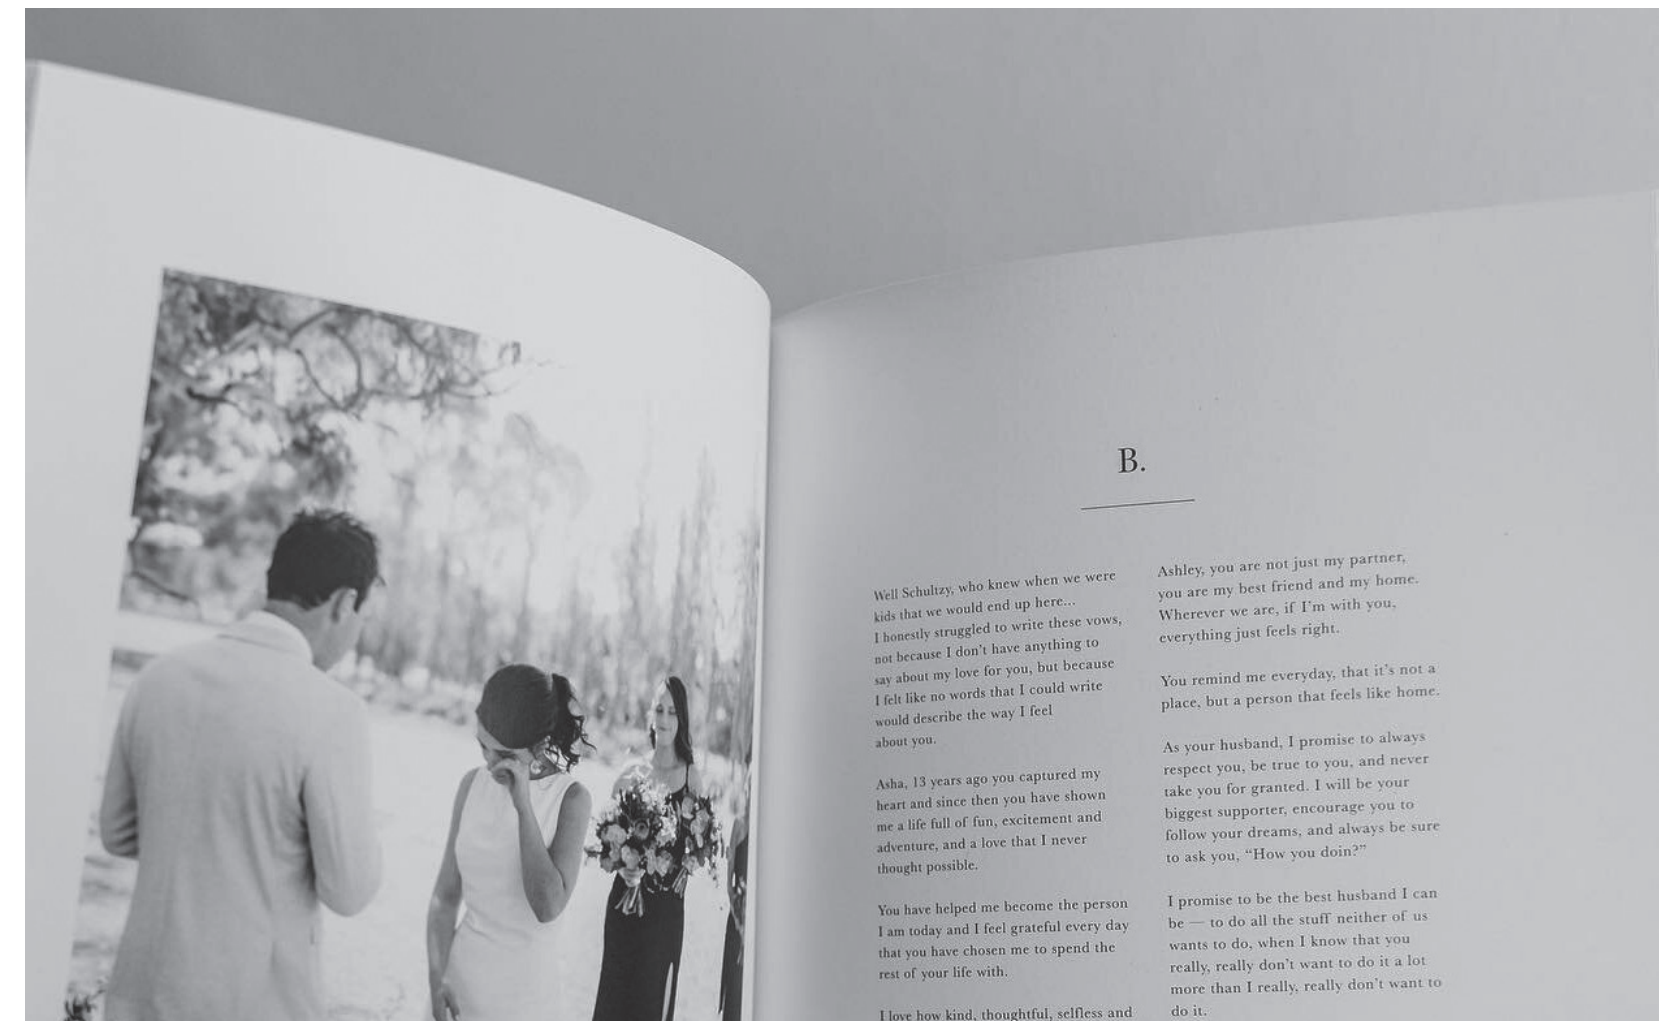 B.
Well Schultzy, who knew when we were
kids that we would end up here...
I honestly struggled to write these vows,
not because I don't have anything to
say about my love for you, but because
I felt like no words that I could write
would describe the way I feel
about you.
Asha, 13 years ago you captured my
heart and since then you have shown
me a life full of fun, excitement and
adventure, and a love that I never
thought possible.
You have helped me become the person
I am today and I feel grateful every day
that you have chosen me to spend the
rest of your life with.
I love how kind, thoughtful, selfless and
Ashley, you are not just my partner,
you are my best friend and my home.
Wherever we are, if I'm with you,
everything just feels right.
You remind me everyday, that it's not a
place, but a person that feels like home.
As your husband, I promise to always
respect you, be true to you, and never
take you for granted. I will be your
biggest supporter, encourage you to
follow your dreams, and always be sure
to ask you, “How you doin?”
I promise to be the best husband I can
be — to do all the stuff neither of us
wants to do, when I know that you
really, really don't want to do it a lot
more than I really, really don't want to
do it.